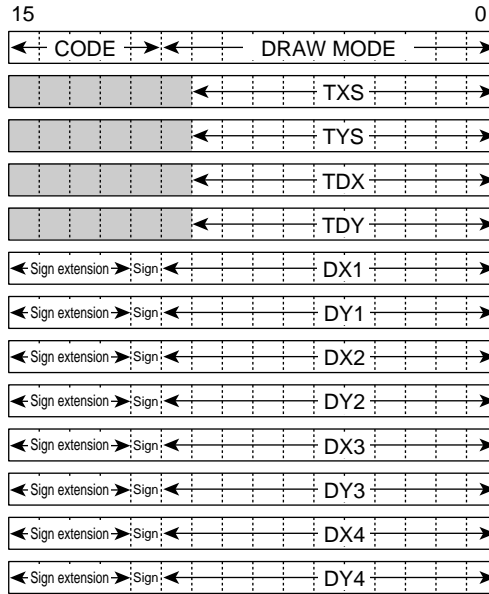 15 0
CODE DRAW MODE
TXS
TYS
TDX
TDY
Sign extension Sign DX1
Sign extension Sign DY1
Sign extension Sign DX2
Sign extension Sign DY2
Sign extension Sign DX3
Sign extension Sign DY3
Sign extension Sign DX4
Sign extension Sign DY4